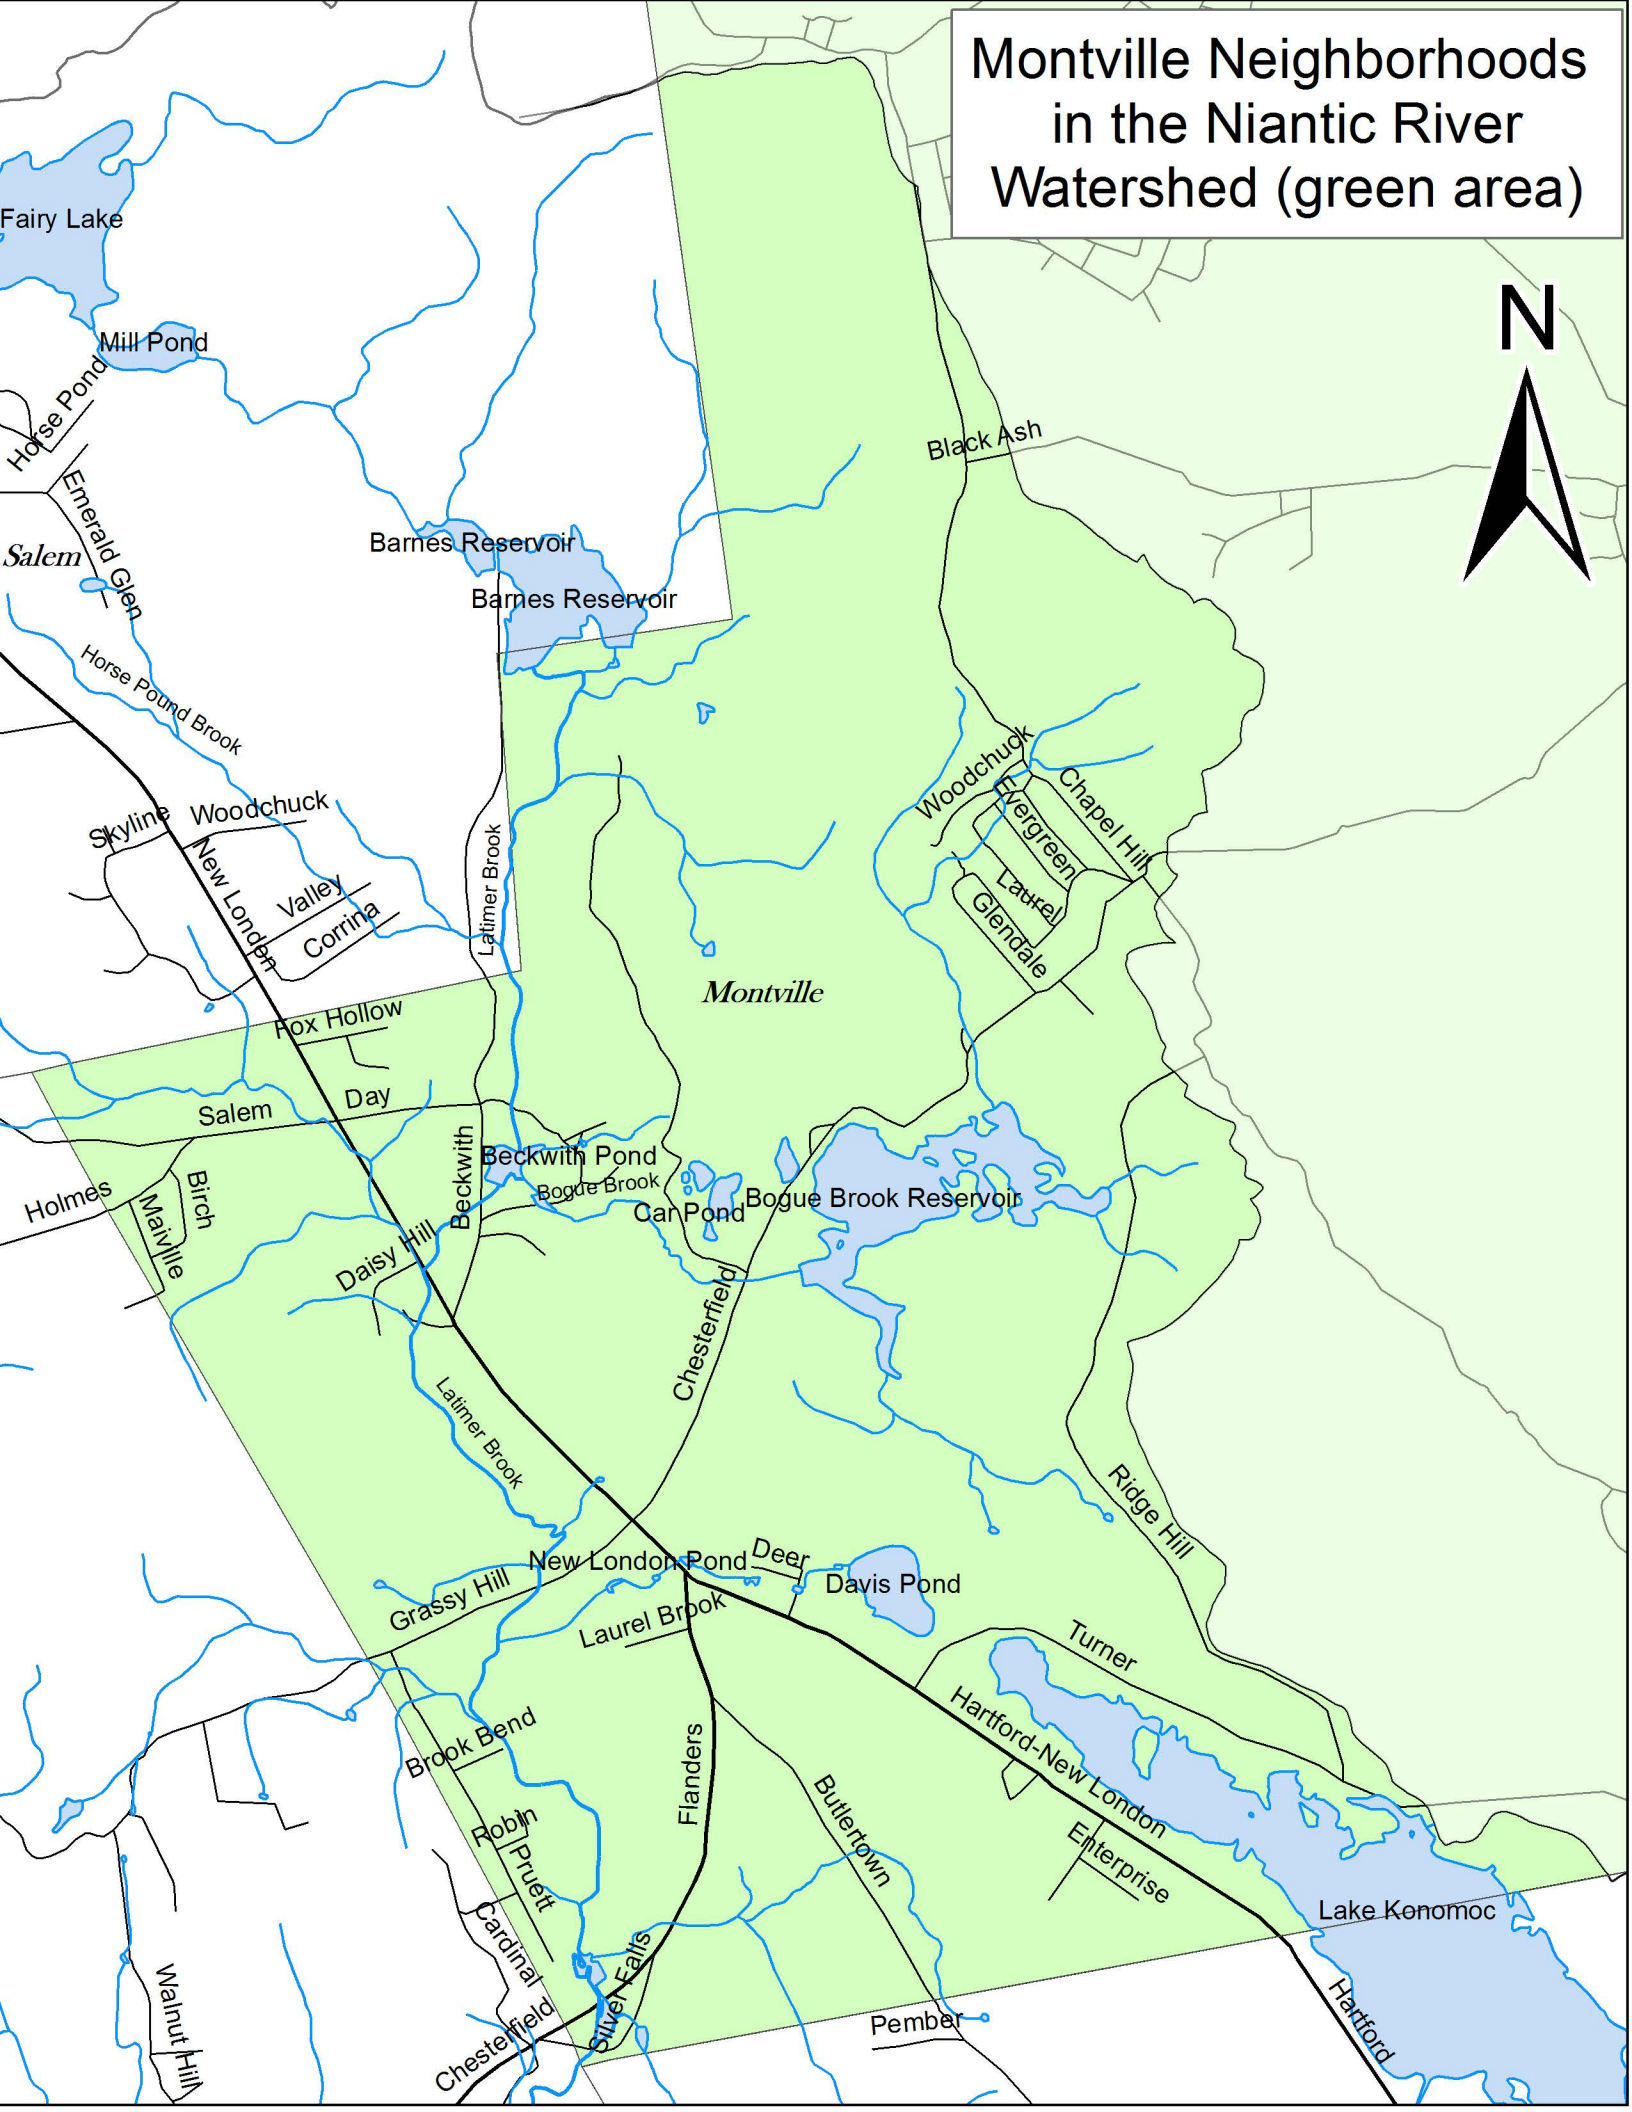 Montville Neighborhoods
in the Niantic River
Watershed (green area)
N
Fairy Lake
Mill Pond
Horse Pond
Black Ash
Emerald Glen
Salem
Barnes Reservoir
Barnes Reservoir
Horse Pound Brook
Woodchuck
Skyline
Woodchuck
Evergreen
Chapel Hill
New London
Valley
Corrina
Latimer Brook
Laurel
Glendale
Montville
Fox Hollow
Day
Salem
Beckwith
Beckwith Pond
Bogue Brook
Car Pond
Bogue Brook Reservoir
Holmes
Birch
Maiville
Daisy Hill
Chesterfield
Latimer Brook
Ridge Hill
New London Pond
Deer
Davis Pond
Grassy Hill
Laurel Brook
Turner
Hartford-New London
Brook Bend
Flanders
Butlertown
Robin
Pruett
Enterprise
Lake Konomoc
Cardinal
Silver Falls
Walnut Hill
Chesterfield
Pember
Hartford